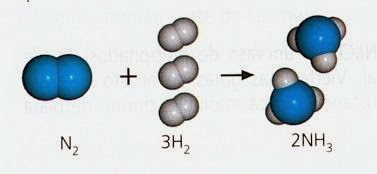 + →
N₂ 3H₂ 2NH₃